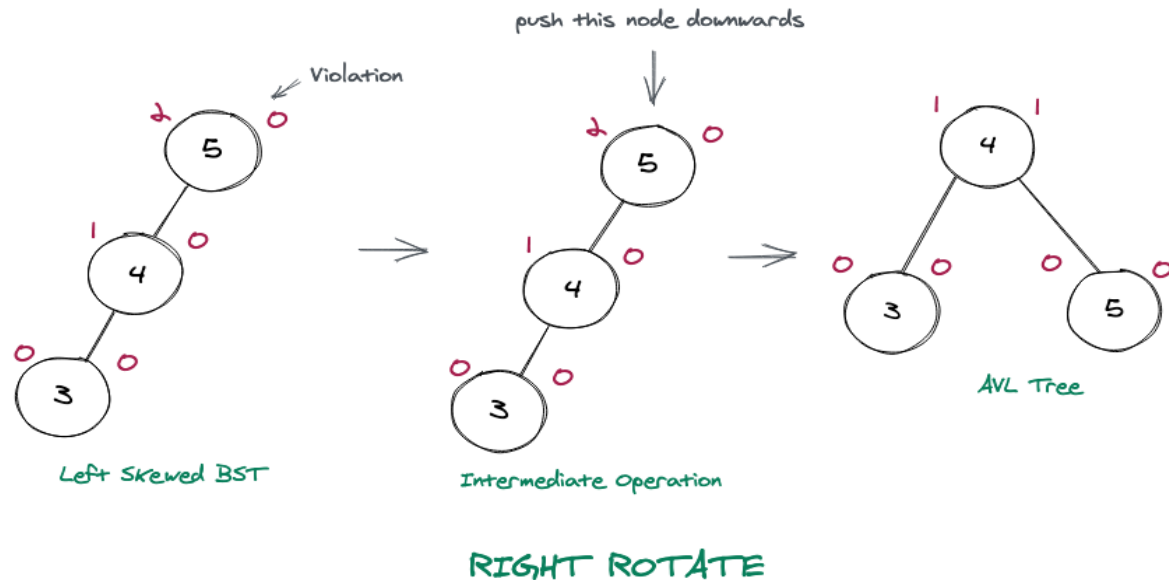 push this node downwards
Violation
2 0
5
1 0
4
0 0
3
Left Skewed BST
2 0
5
1 0
4
0 0
3
Intermediate Operation
1 1
4
0 0 0 0
3 5
AVL Tree
RIGHT ROTATE